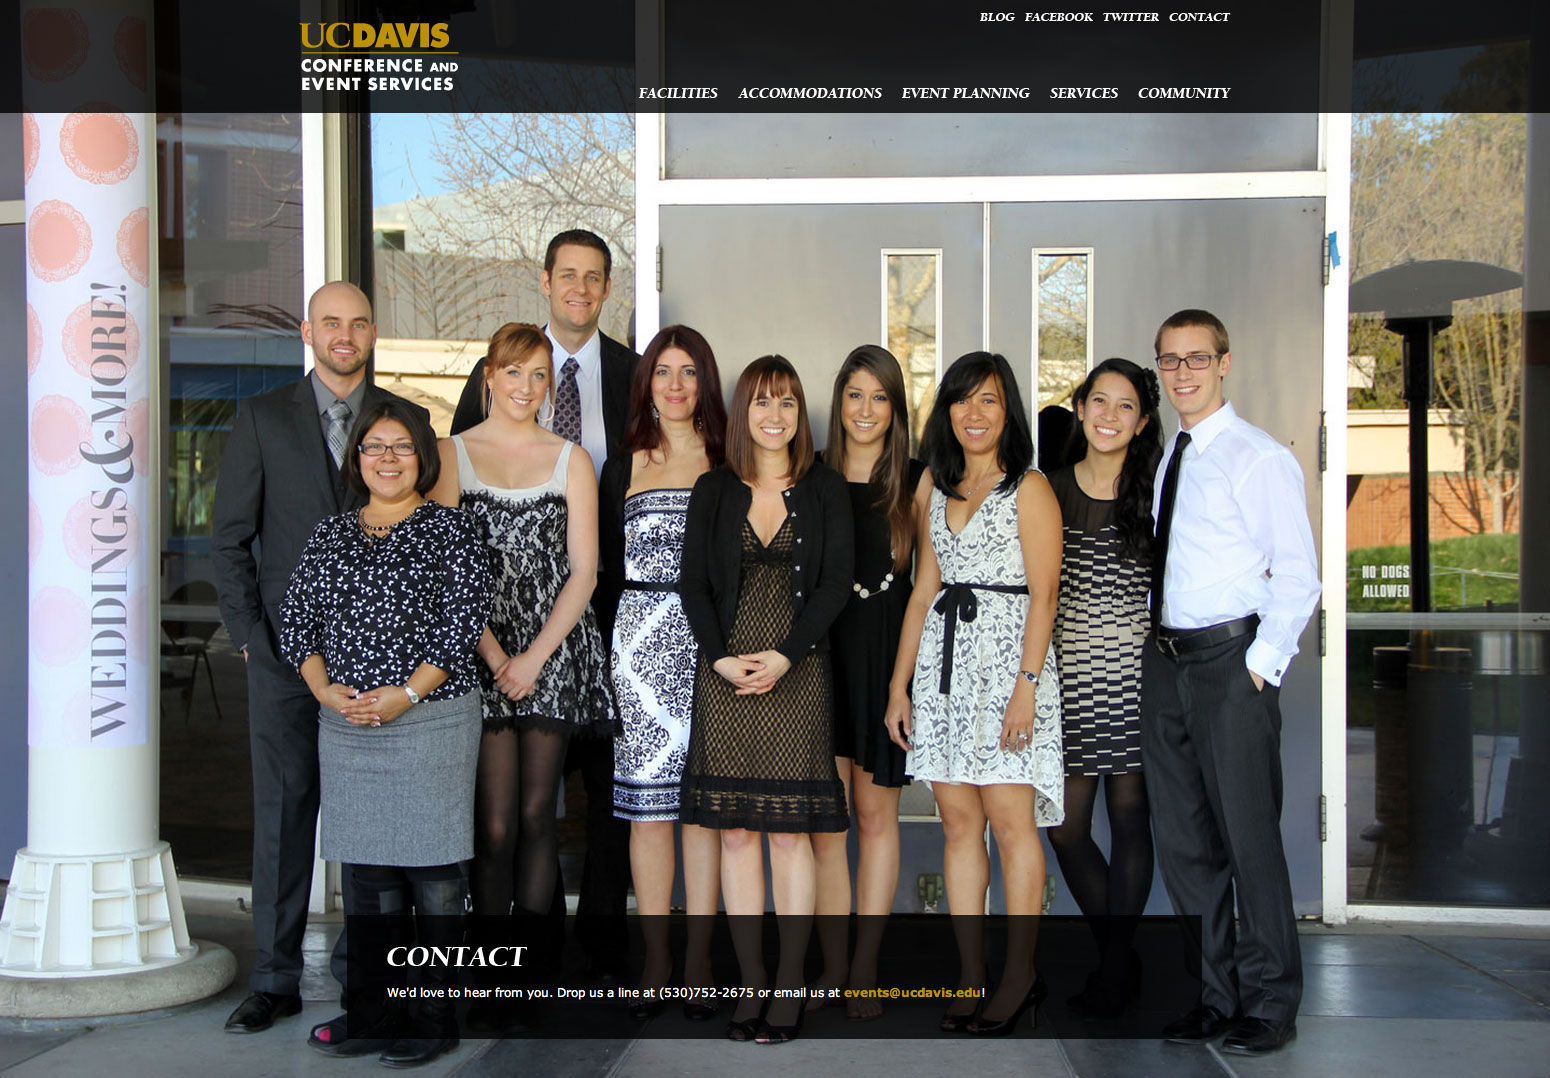 UCDAVIS
CONFERENCE AND
EVENT SERVICES
BLOG FACEBOOK TWITTER CONTACT
FACILITIES ACCOMMODATIONS EVENT PLANNING SERVICES COMMUNITY
WEDDINGS & MORE!
NO DOGS
ALLOWED
CONTACT
We'd love to hear from you. Drop us a line at (530)752-2675 or email us at events@ucdavis.edu!